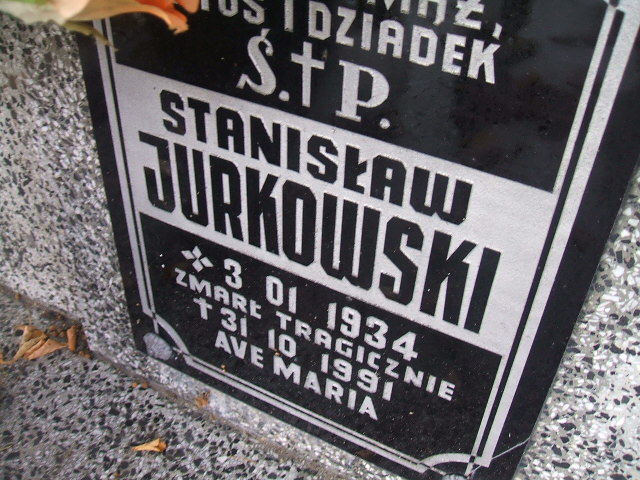 I DZIADEK
Ś.†P.
STANISŁAW
JURKOWSKI
3 01 1934
ZMARŁ TRAGICZNIE
† 31 10 1991
AVE MARIA